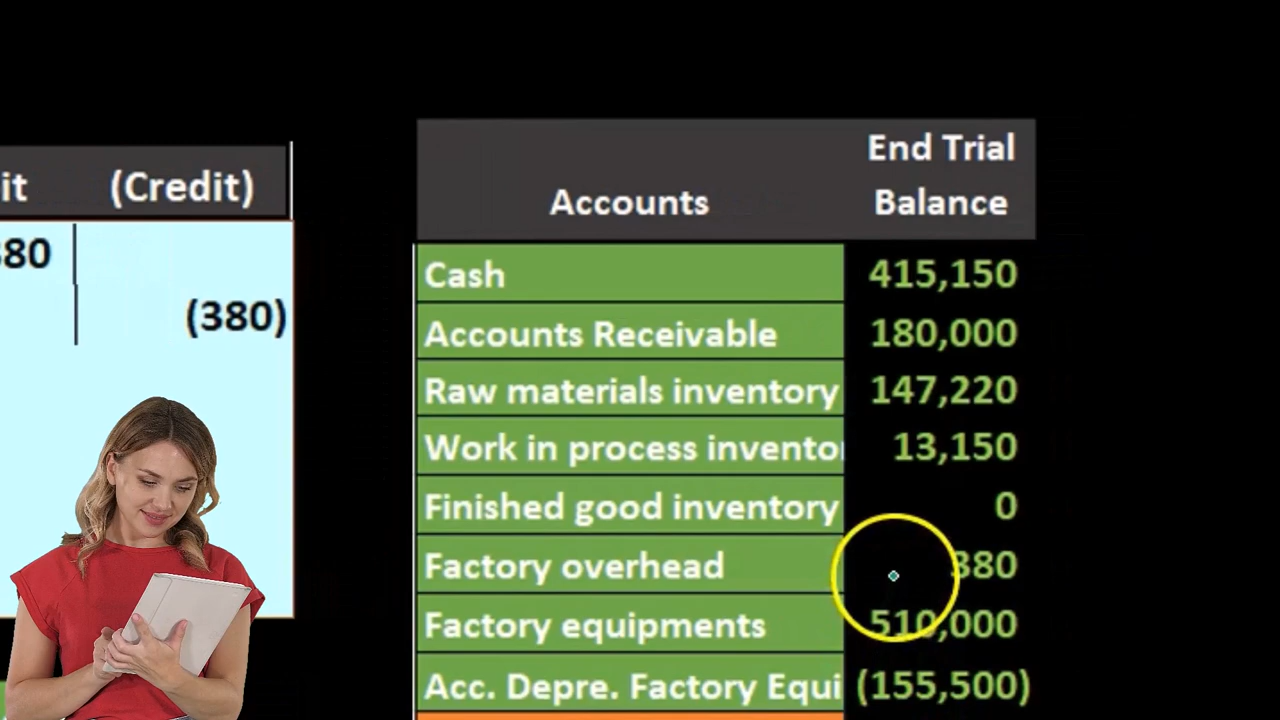 it (Credit)
380
(380)
End Trial
Accounts Balance
Cash 415,150
Accounts Receivable 180,000
Raw materials inventory 147,220
Work in process invento 13,150
Finished good inventory 0
Factory overhead 380
Factory equipments 510,000
Acc. Depre. Factory Equi (155,500)